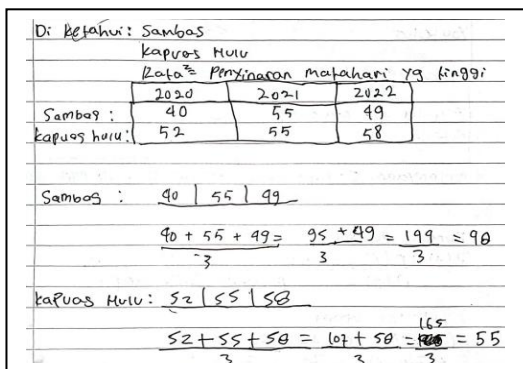 Di ketahui: Sambas
Kapuas Hulu
Rata² Penyinaran matahari yg tinggi
2020 2021 2022
Sambas : 40 55 49
Kapuas hulu: 52 55 58
Sambas : 40 | 55 | 49
40 + 55 + 49 = 95 + 49 = 144 = 48
3 3 3
Kapuas Hulu: 52 | 55 | 58
165
52 + 55 + 58 = 107 + 58 = = 55
3 3 3